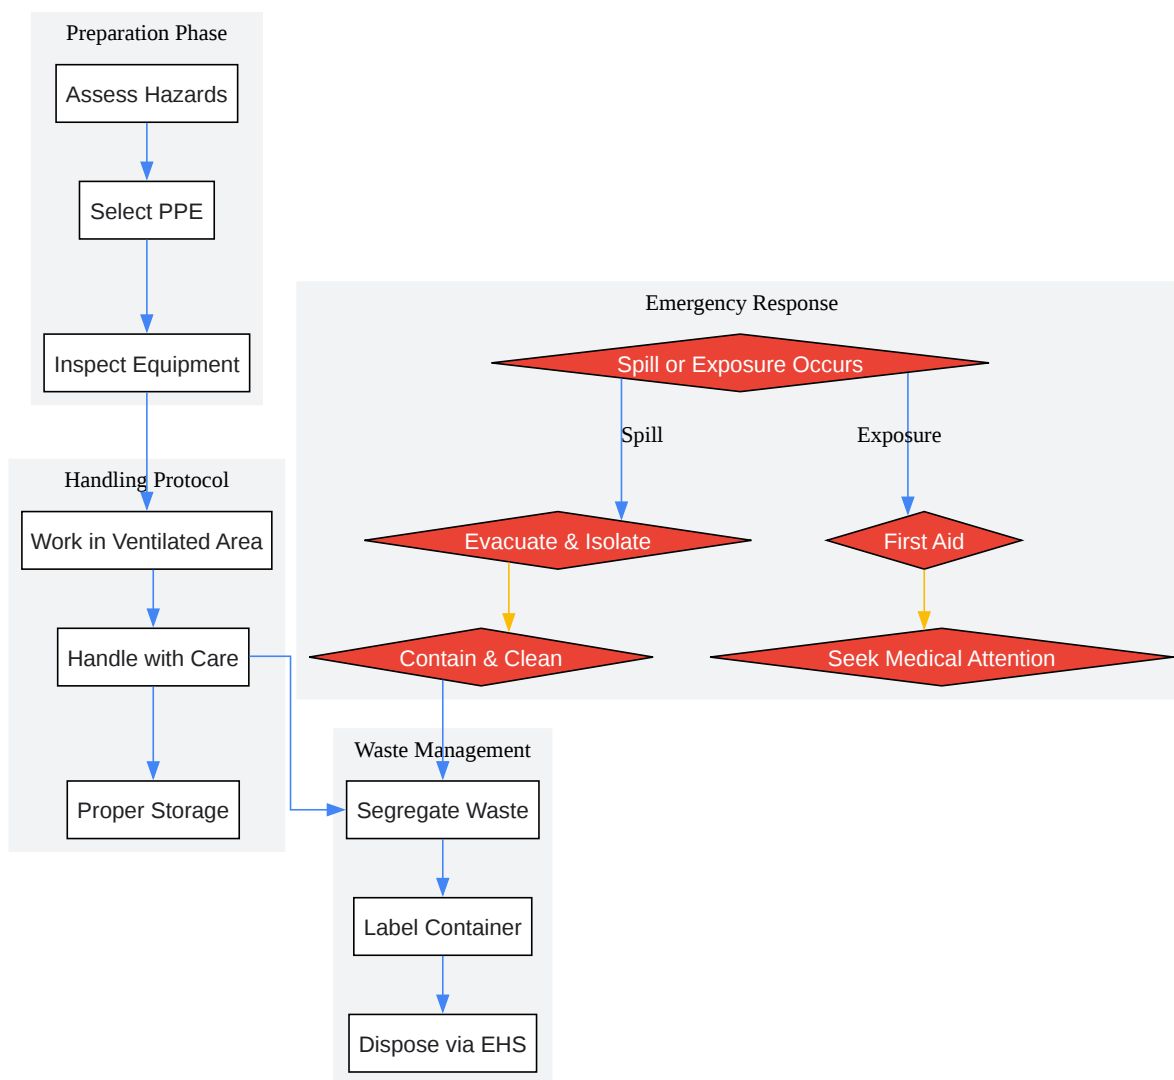 Preparation Phase
Assess Hazards
Select PPE
Inspect Equipment
Handling Protocol
Work in Ventilated Area
Handle with Care
Proper Storage
Emergency Response
Spill or Exposure Occurs
Spill
Exposure
Evacuate & Isolate
First Aid
Contain & Clean
Seek Medical Attention
Waste Management
Segregate Waste
Label Container
Dispose via EHS